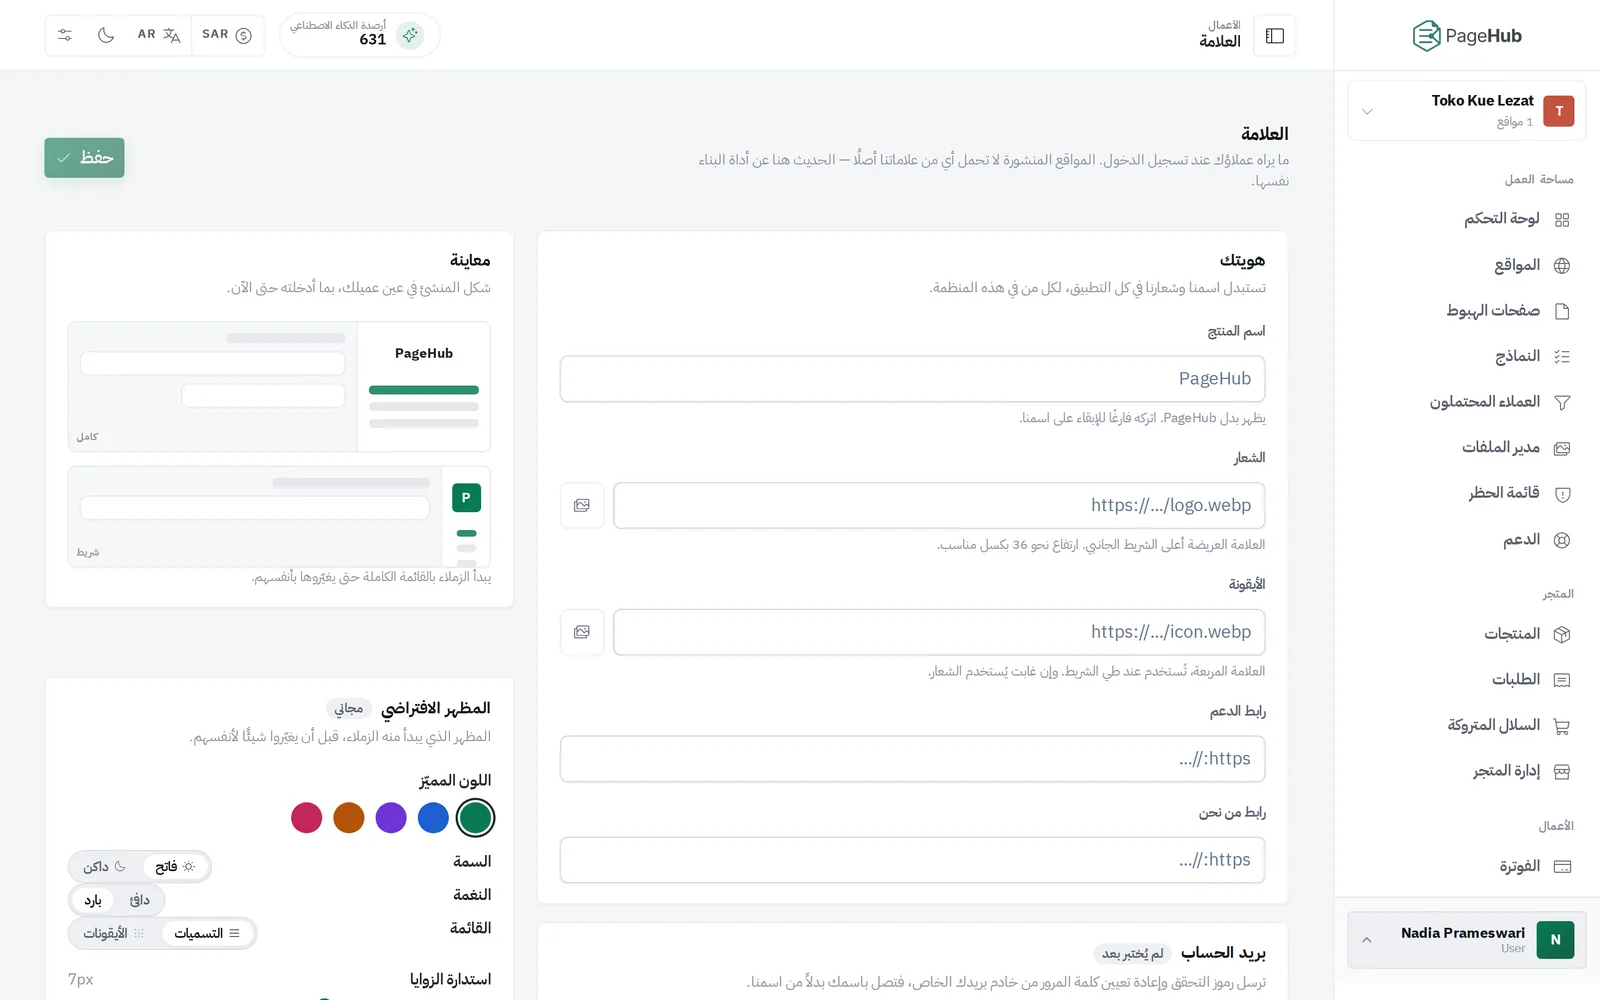 PageHub
Toko Kue Lezat
1 مواقع
T
مساحة العمل
لوحة التحكم
المواقع
صفحات الهبوط
النماذج
العملاء المحتملون
مدير الملفات
قائمة الحظر
الدعم
المتجر
المنتجات
الطلبات
السلال المتروكة
إدارة المتجر
الأعمال
الفوترة
Nadia Prameswari
User
N
الأعمال
العلامة
أرصدة الذكاء الاصطناعي
631
SAR
AR
العلامة
ما يراه عملاؤك عند تسجيل الدخول. المواقع المنشورة لا تحمل أي من علاماتنا أصلًا — الحديث هنا عن أداة البناء
نفسها.
حفظ
هويتك
تستبدل اسمنا وشعارنا في كل التطبيق، لكل من في هذه المنظمة.
اسم المنتج
PageHub
يظهر بدل PageHub. اتركه فارغًا للإبقاء على اسمنا.
الشعار
https://.../logo.webp
العلامة العريضة أعلى الشريط الجانبي. ارتفاع نحو 36 بكسل مناسب.
الأيقونة
https://.../icon.webp
العلامة المربعة، تُستخدم عند طي الشريط. وإن غابت يُستخدم الشعار.
رابط الدعم
https://...
رابط من نحن
https://...
بريد الحساب
لم يُختبر بعد
ترسل رموز التحقق وإعادة تعيين كلمة المرور من خادم بريدك الخاص، فتصل باسمك بدلاً من اسمنا.
معاينة
شكل المنشئ في عين عميلك، بما أدخلته حتى الآن.
PageHub
كامل
P
شريط
يبدأ الزملاء بالقائمة الكاملة حتى يغيّروها بأنفسهم.
المظهر الافتراضي
مجاني
المظهر الذي يبدأ منه الزملاء، قبل أن يغيّروا شيئًا لأنفسهم.
اللون المميّز
السمة
فاتح
داكن
النغمة
دافئ
بارد
القائمة
التسميات
الأيقونات
استدارة الزوايا
7px